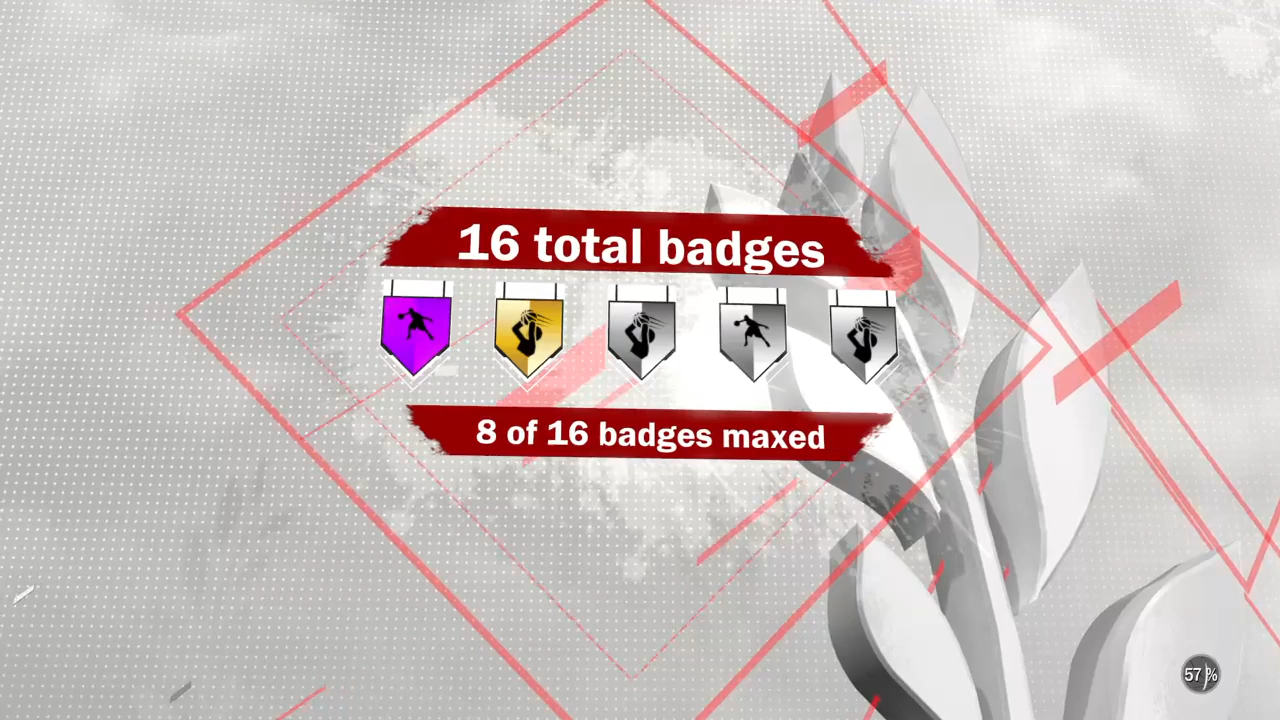 16 total badges
8 of 16 badges maxed
57 %